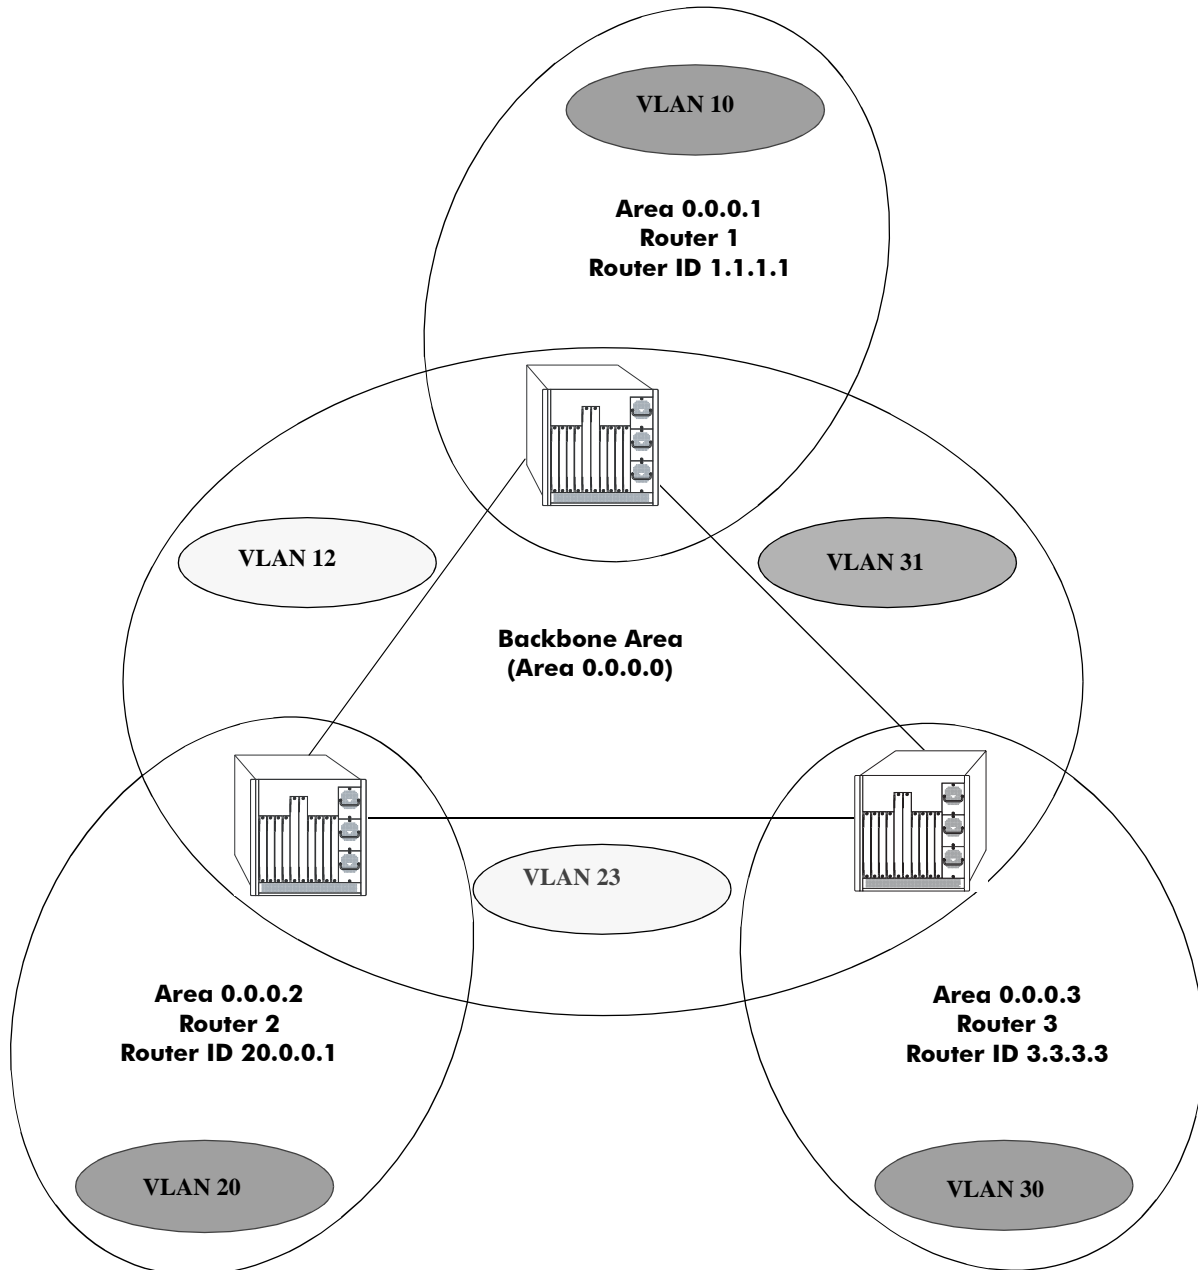 VLAN 10
Area 0.0.0.1
Router 1
Router ID 1.1.1.1
VLAN 12
VLAN 31
Backbone Area
(Area 0.0.0.0)
VLAN 23
Area 0.0.0.2
Router 2
Router ID 20.0.0.1
Area 0.0.0.3
Router 3
Router ID 3.3.3.3
VLAN 20
VLAN 30